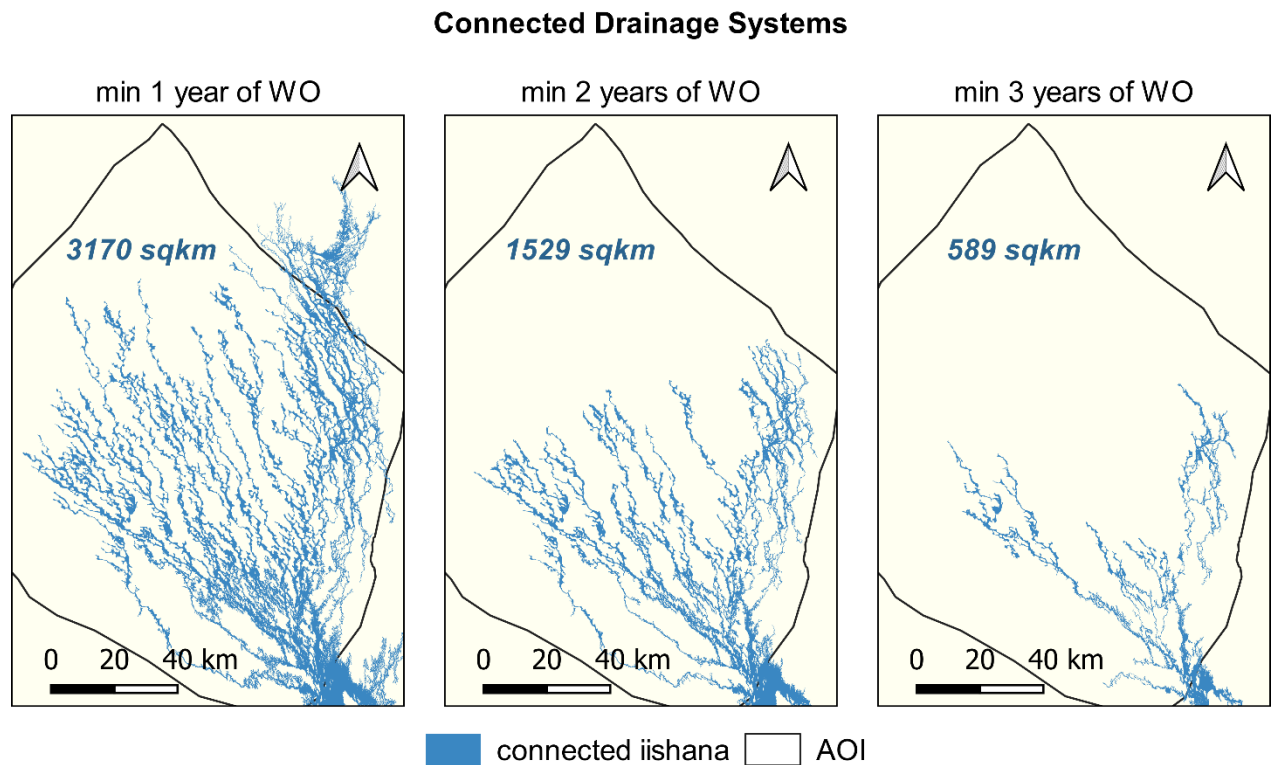 Connected Drainage Systems
min 1 year of WO
min 2 years of WO
min 3 years of WO
3170 sqkm
1529 sqkm
589 sqkm
0 20 40 km
0 20 40 km
0 20 40 km
connected iishana
AOI